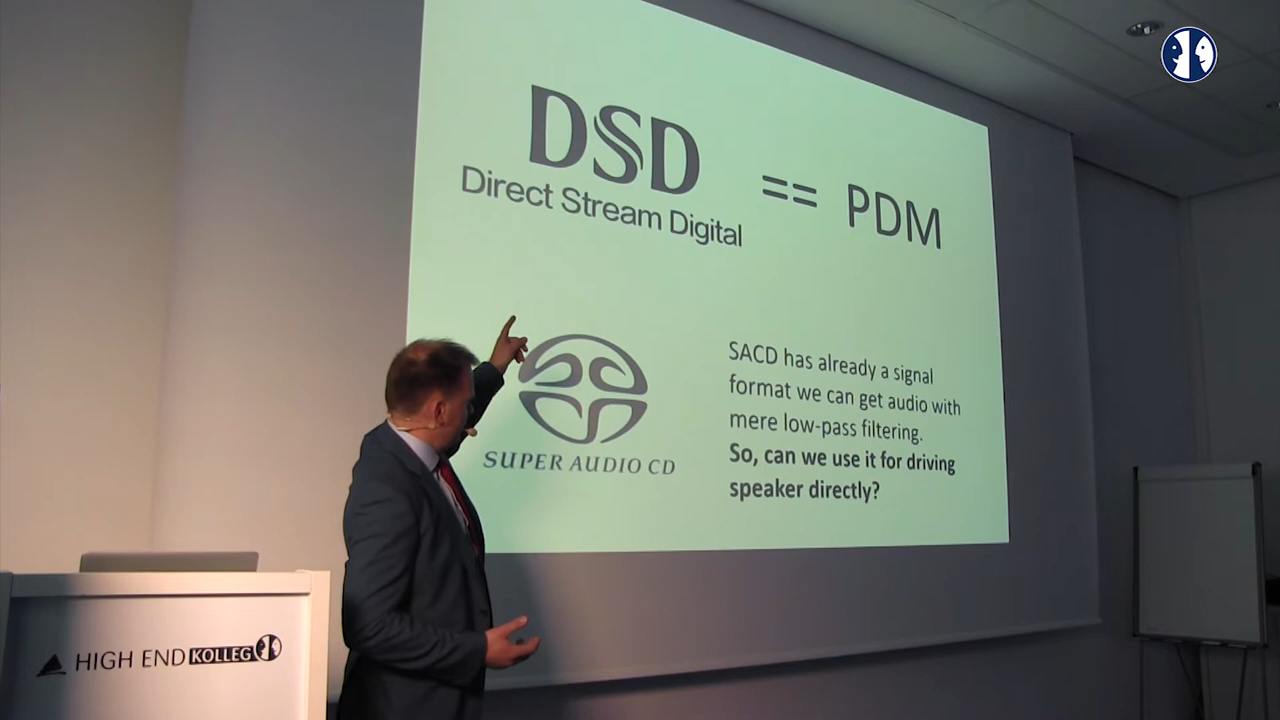 DSD
Direct Stream Digital
== PDM
SUPER AUDIO CD
SACD has already a signal
format we can get audio with
mere low-pass filtering.
So, can we use it for driving
speaker directly?
HIGH END KOLLEG